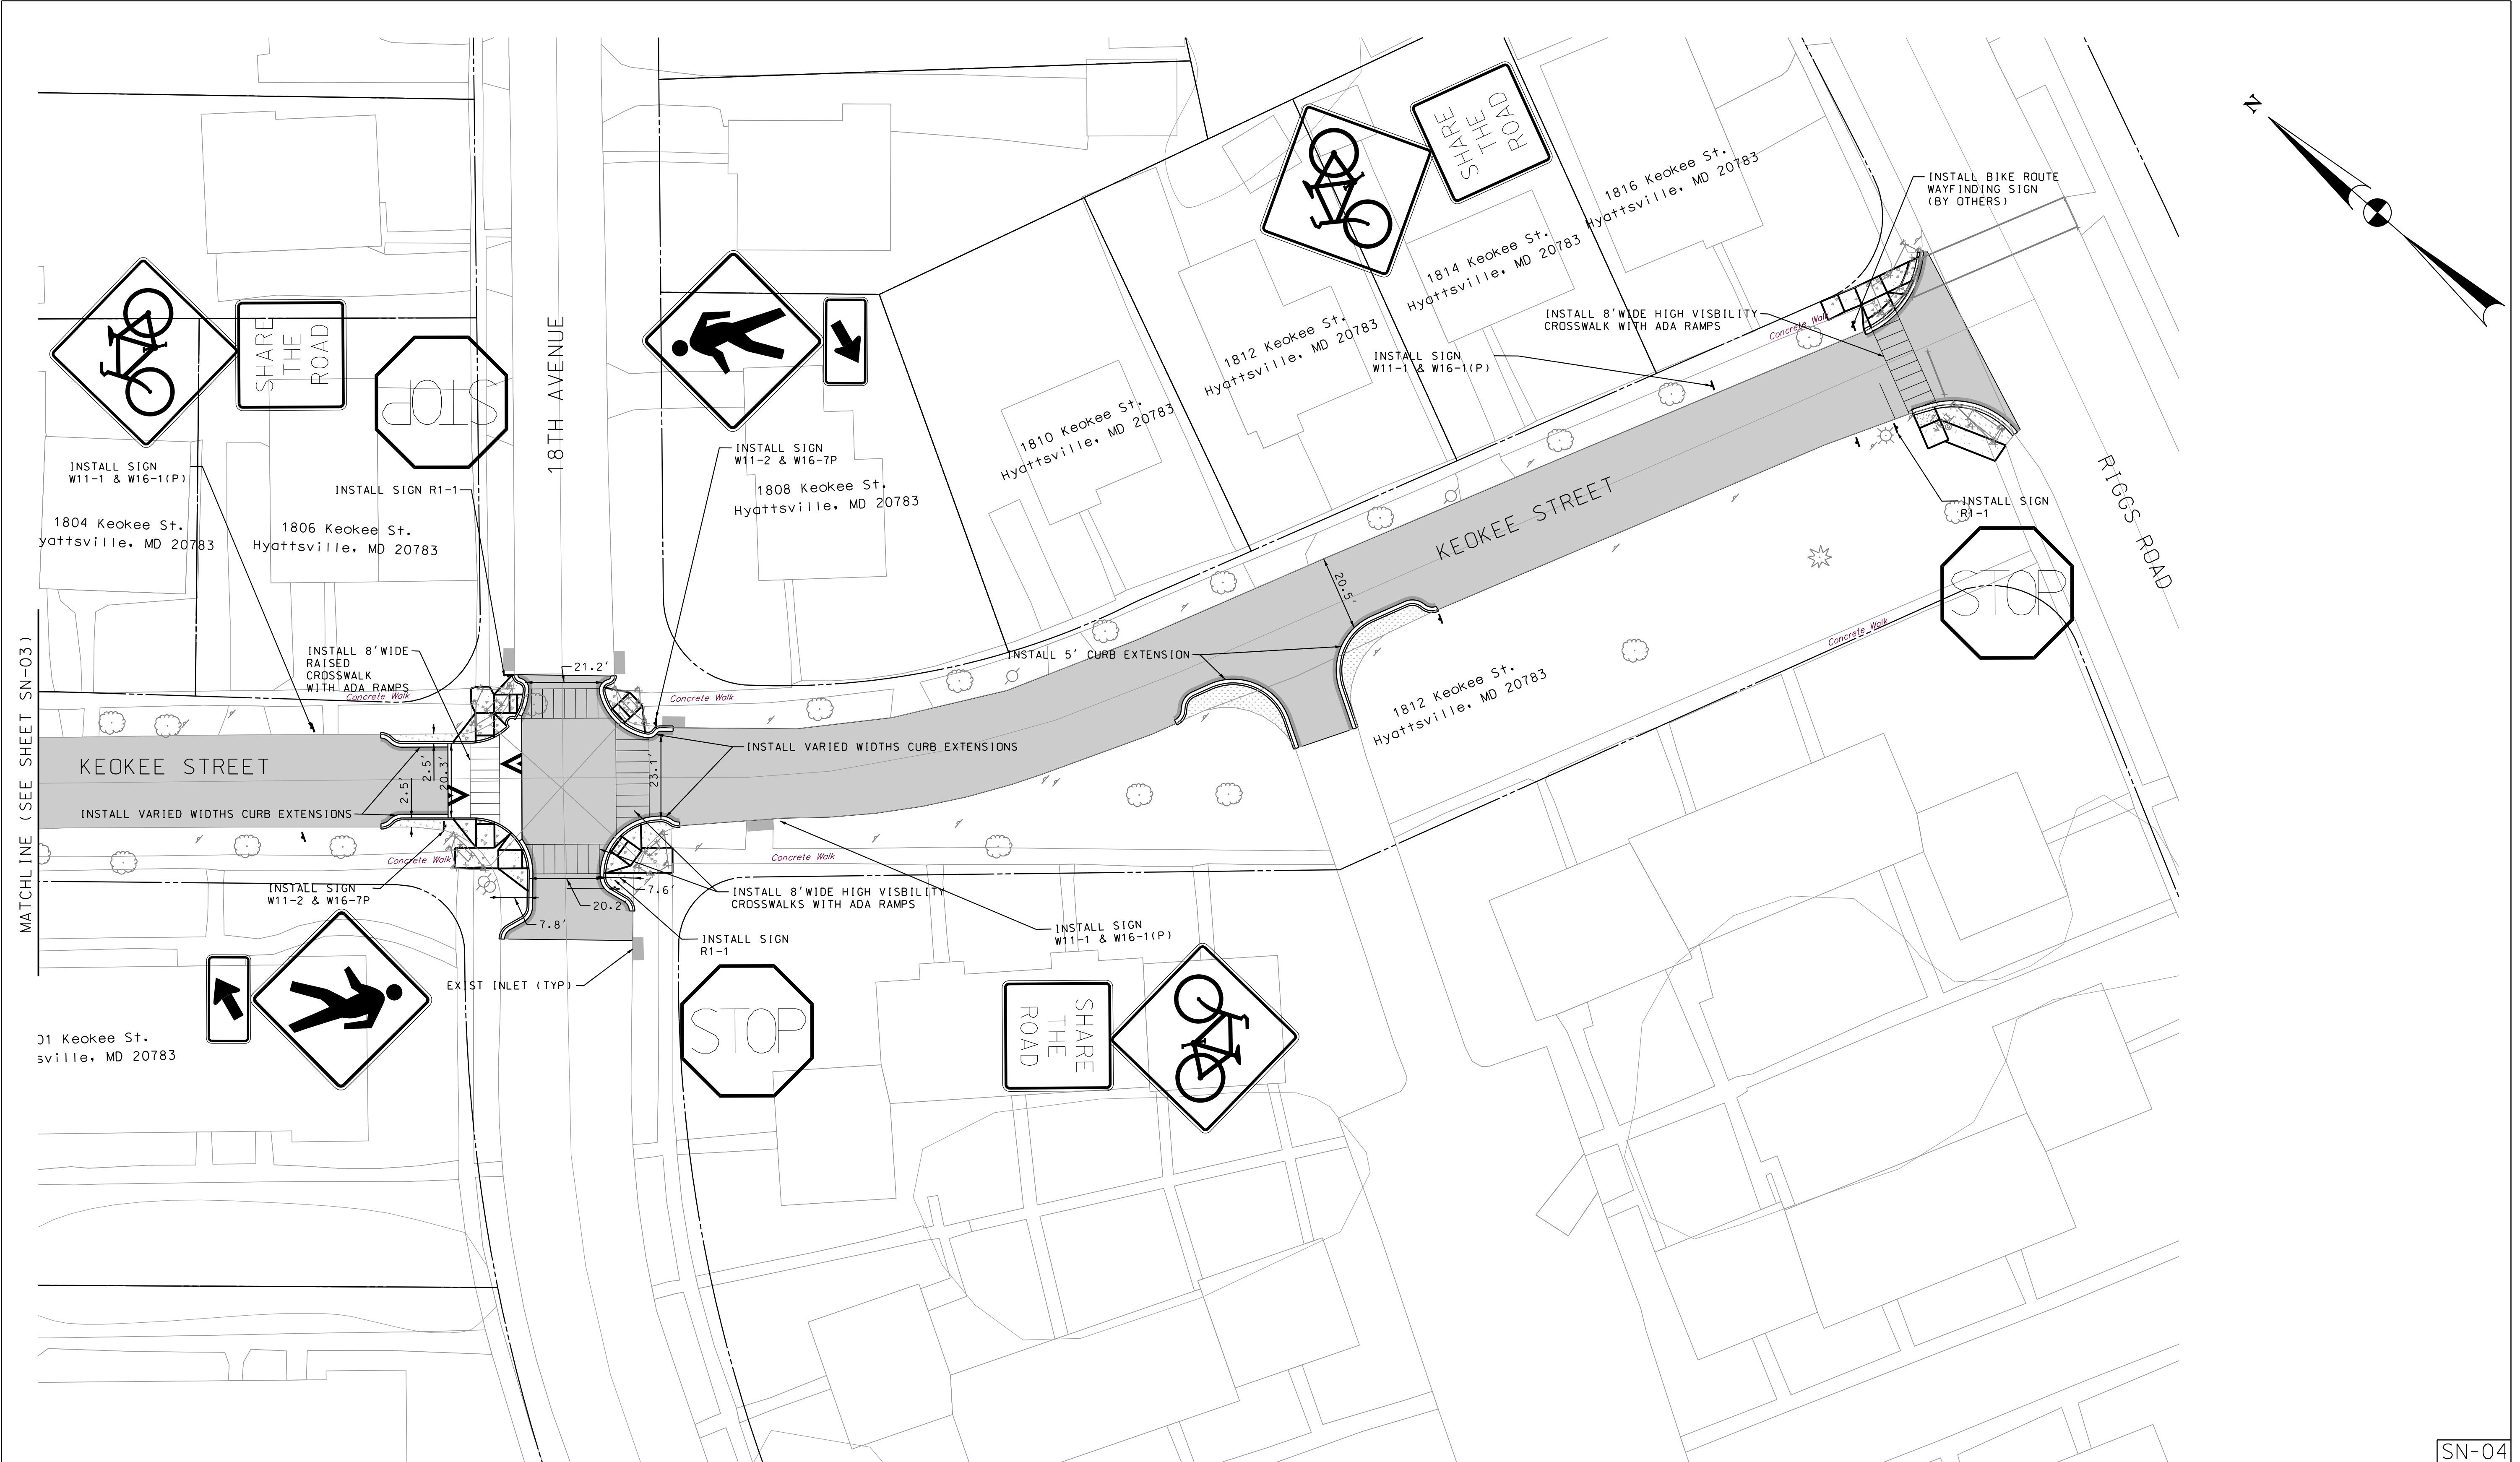 N
INSTALL BIKE ROUTE
WAYFINDING SIGN
(BY OTHERS)
SHARE
THE
ROAD
1816 Keokee St.
Hyattsville, MD 20783
1814 Keokee St.
Hyattsville, MD 20783
1812 Keokee St.
Hyattsville, MD 20783
1810 Keokee St.
Hyattsville, MD 20783
INSTALL 8'WIDE HIGH VISBILITY
CROSSWALK WITH ADA RAMPS
Concrete Walk
INSTALL SIGN
W11-1 & W16-1(P)
SHARE
THE
ROAD
STOP
18TH AVENUE
INSTALL SIGN
W11-1 & W16-1(P)
INSTALL SIGN R1-1
INSTALL SIGN
W11-2 & W16-7P
1808 Keokee St.
Hyattsville, MD 20783
1804 Keokee St.
yattsville, MD 20783
1806 Keokee St.
Hyattsville, MD 20783
KEOKEE STREET
RIGGS ROAD
INSTALL SIGN
R1-1
STOP
20.5'
INSTALL 5' CURB EXTENSION
1812 Keokee St.
Hyattsville, MD 20783
Concrete Walk
MATCHLINE (SEE SHEET SN-03)
INSTALL 8'WIDE
RAISED
CROSSWALK
WITH ADA RAMPS
Concrete Walk
21.2'
Concrete Walk
KEOKEE STREET
2.5'
2.5'
20.3'
23.1'
INSTALL VARIED WIDTHS CURB EXTENSIONS
INSTALL VARIED WIDTHS CURB EXTENSIONS
Concrete Walk
Concrete Walk
INSTALL SIGN
W11-2 & W16-7P
7.6'
20.2'
7.8'
INSTALL 8'WIDE HIGH VISBILITY
CROSSWALKS WITH ADA RAMPS
INSTALL SIGN
R1-1
INSTALL SIGN
W11-1 & W16-1(P)
EXIST INLET (TYP)
STOP
SHARE
THE
ROAD
01 Keokee St.
sville, MD 20783
SN-04